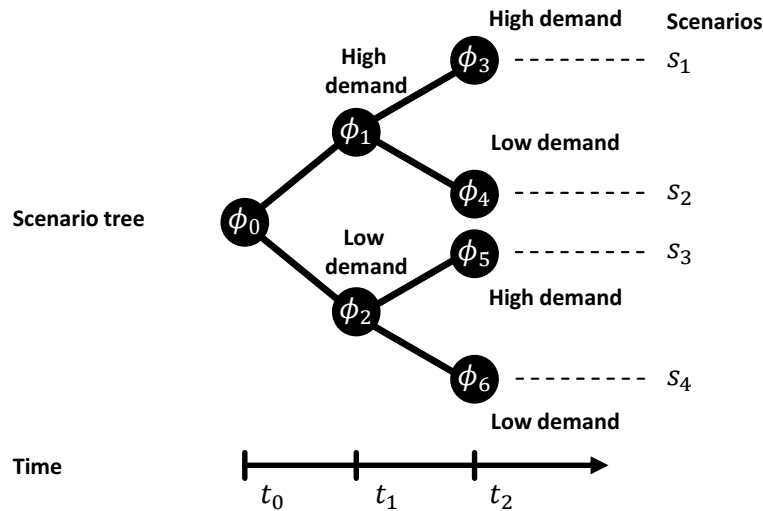 High demand
Scenarios
ϕ₃
s₁
High
demand
ϕ₁
Low demand
ϕ₄
s₂
Scenario tree
ϕ₀
Low
demand
ϕ₅
s₃
High demand
ϕ₂
ϕ₆
s₄
Low demand
Time
t₀
t₁
t₂